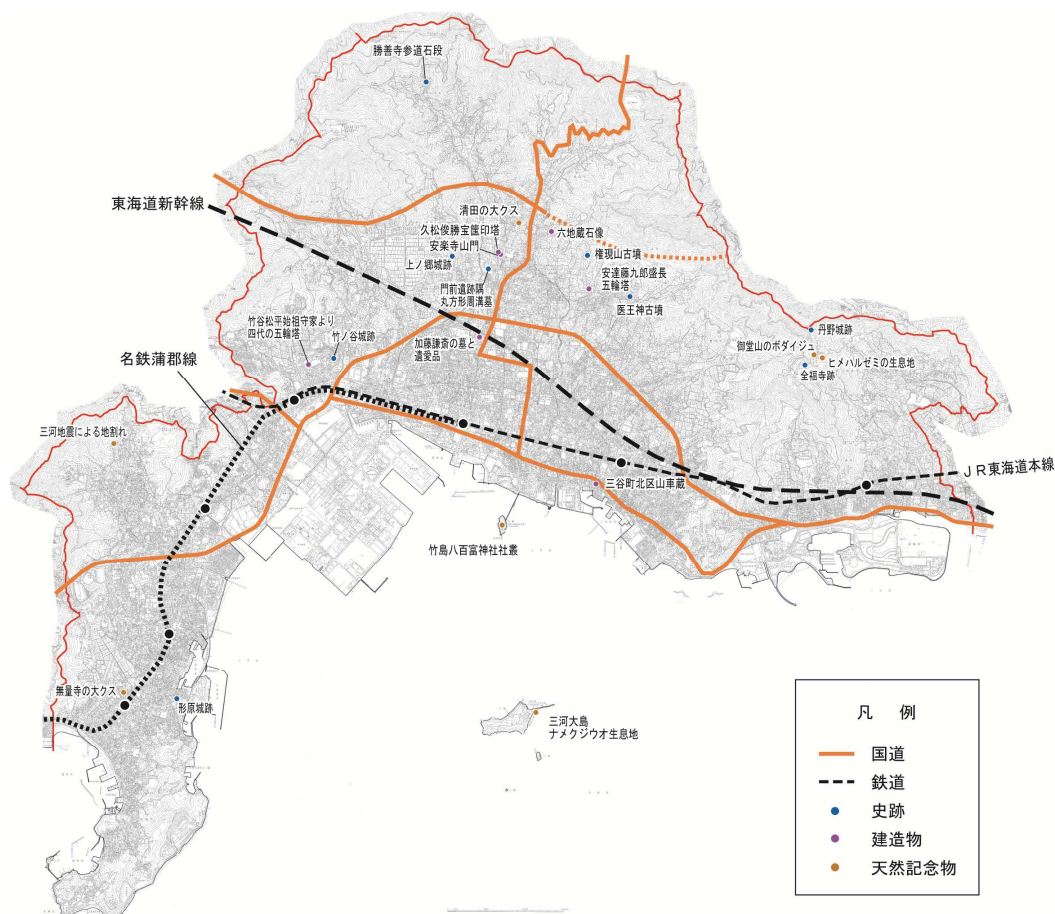 勝善寺参道石段
東海道新幹線
清田の大クス
久松俊勝宝篋印塔
安楽寺山門
上ノ郷城跡
六地蔵石像
権現山古墳
門前遺跡隅
丸方形周溝墓
安達藤九郎盛長
五輪塔
医王神古墳
竹谷松平始祖守家より
四代の五輪塔
竹ノ谷城跡
加藤謙斎の墓と
遺愛品
丹野城跡
御堂山のボダイジュ
ヒメハルゼミの生息地
全福寺跡
名鉄蒲郡線
三河地震による地割れ
ＪＲ東海道本線
三谷町北区山車蔵
竹島八百富神社社叢
無量寺の大クス
形原城跡
三河大島
ナメクジウオ生息地
凡 例
国道
鉄道
史跡
建造物
天然記念物